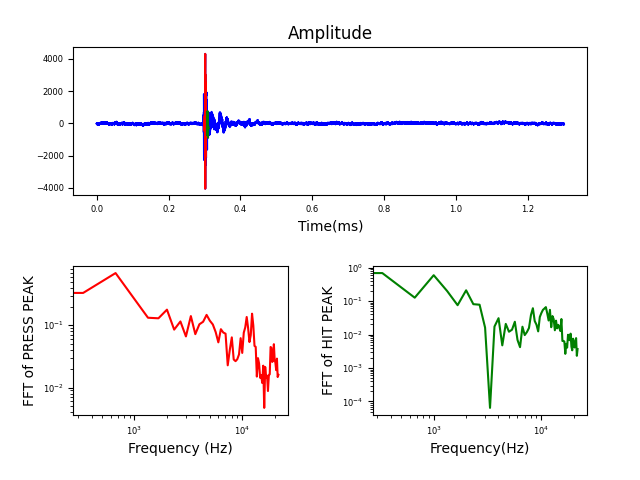 Amplitude
4000
2000
0
−2000
−4000
0.0 0.2 0.4 0.6 0.8 1.0 1.2
Time(ms)
FFT of PRESS PEAK
10⁻¹
10⁻²
10³ 10⁴
Frequency (Hz)
FFT of HIT PEAK
10⁰
10⁻¹
10⁻²
10⁻³
10⁻⁴
10³ 10⁴
Frequency(Hz)